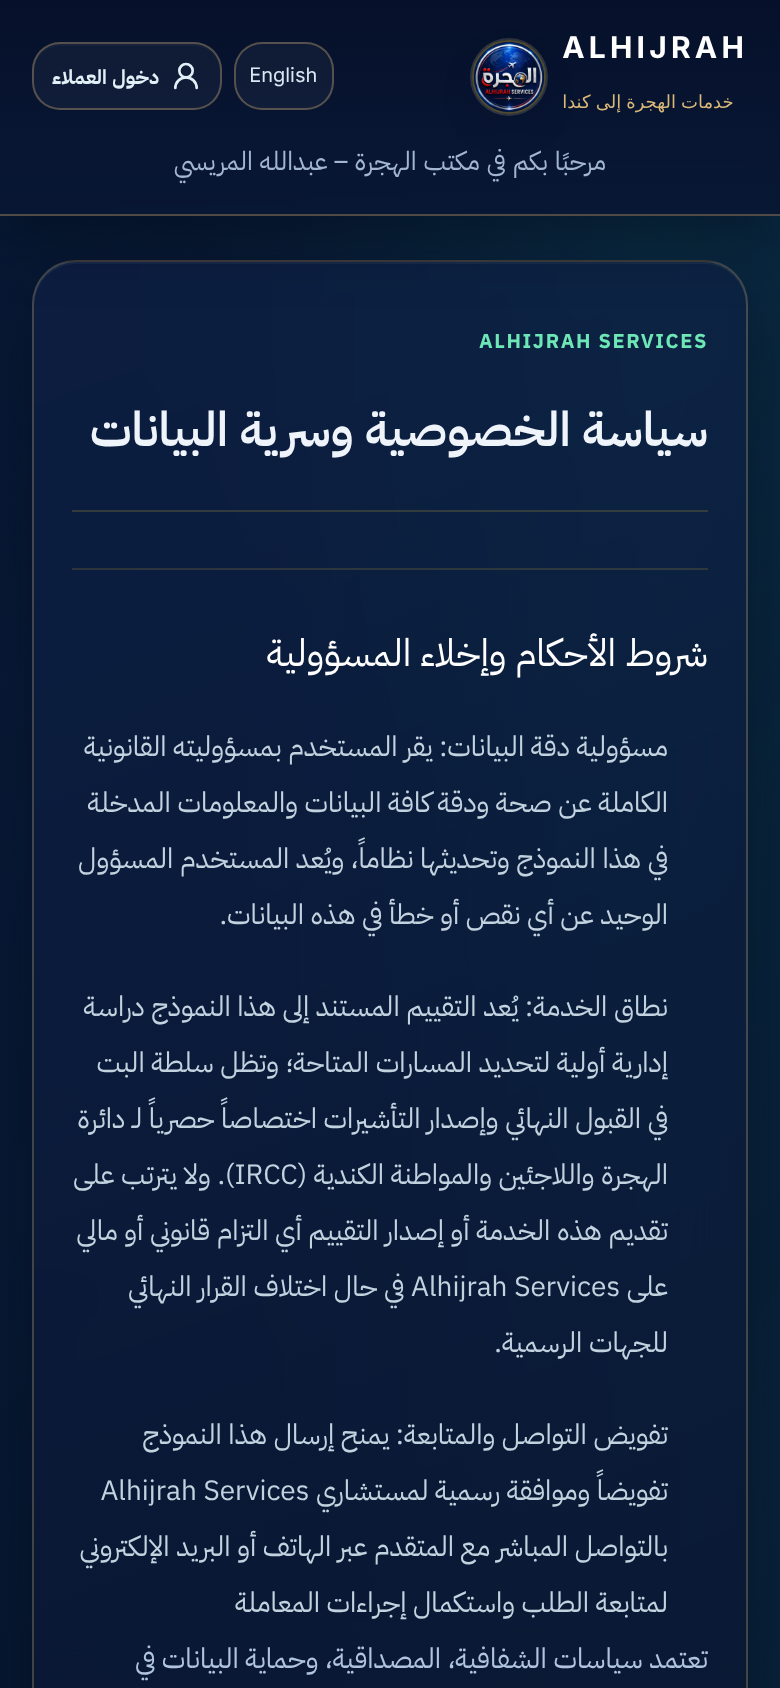 ALHIJRAH
خدمات الهجرة إلى كندا
الهجرة
ALHIJRAH SERVICES
English
دخول العملاء
مرحبًا بكم في مكتب الهجرة – عبدالله المريسي
ALHIJRAH SERVICES
سياسة الخصوصية وسرية البيانات
شروط الأحكام وإخلاء المسؤولية
مسؤولية دقة البيانات: يقر المستخدم بمسؤوليته القانونية
الكاملة عن صحة ودقة كافة البيانات والمعلومات المدخلة
في هذا النموذج وتحديثها نظاماً، ويُعد المستخدم المسؤول
الوحيد عن أي نقص أو خطأ في هذه البيانات.
نطاق الخدمة: يُعد التقييم المستند إلى هذا النموذج دراسة
إدارية أولية لتحديد المسارات المتاحة؛ وتظل سلطة البت
في القبول النهائي وإصدار التأشيرات اختصاصاً حصرياً لـ دائرة
الهجرة واللاجئين والمواطنة الكندية (IRCC). ولا يترتب على
تقديم هذه الخدمة أو إصدار التقييم أي التزام قانوني أو مالي
على Alhijrah Services في حال اختلاف القرار النهائي
للجهات الرسمية.
تفويض التواصل والمتابعة: يمنح إرسال هذا النموذج
تفويضاً وموافقة رسمية لمستشاري Alhijrah Services
بالتواصل المباشر مع المتقدم عبر الهاتف أو البريد الإلكتروني
لمتابعة الطلب واستكمال إجراءات المعاملة
تعتمد سياسات الشفافية، المصداقية، وحماية البيانات في